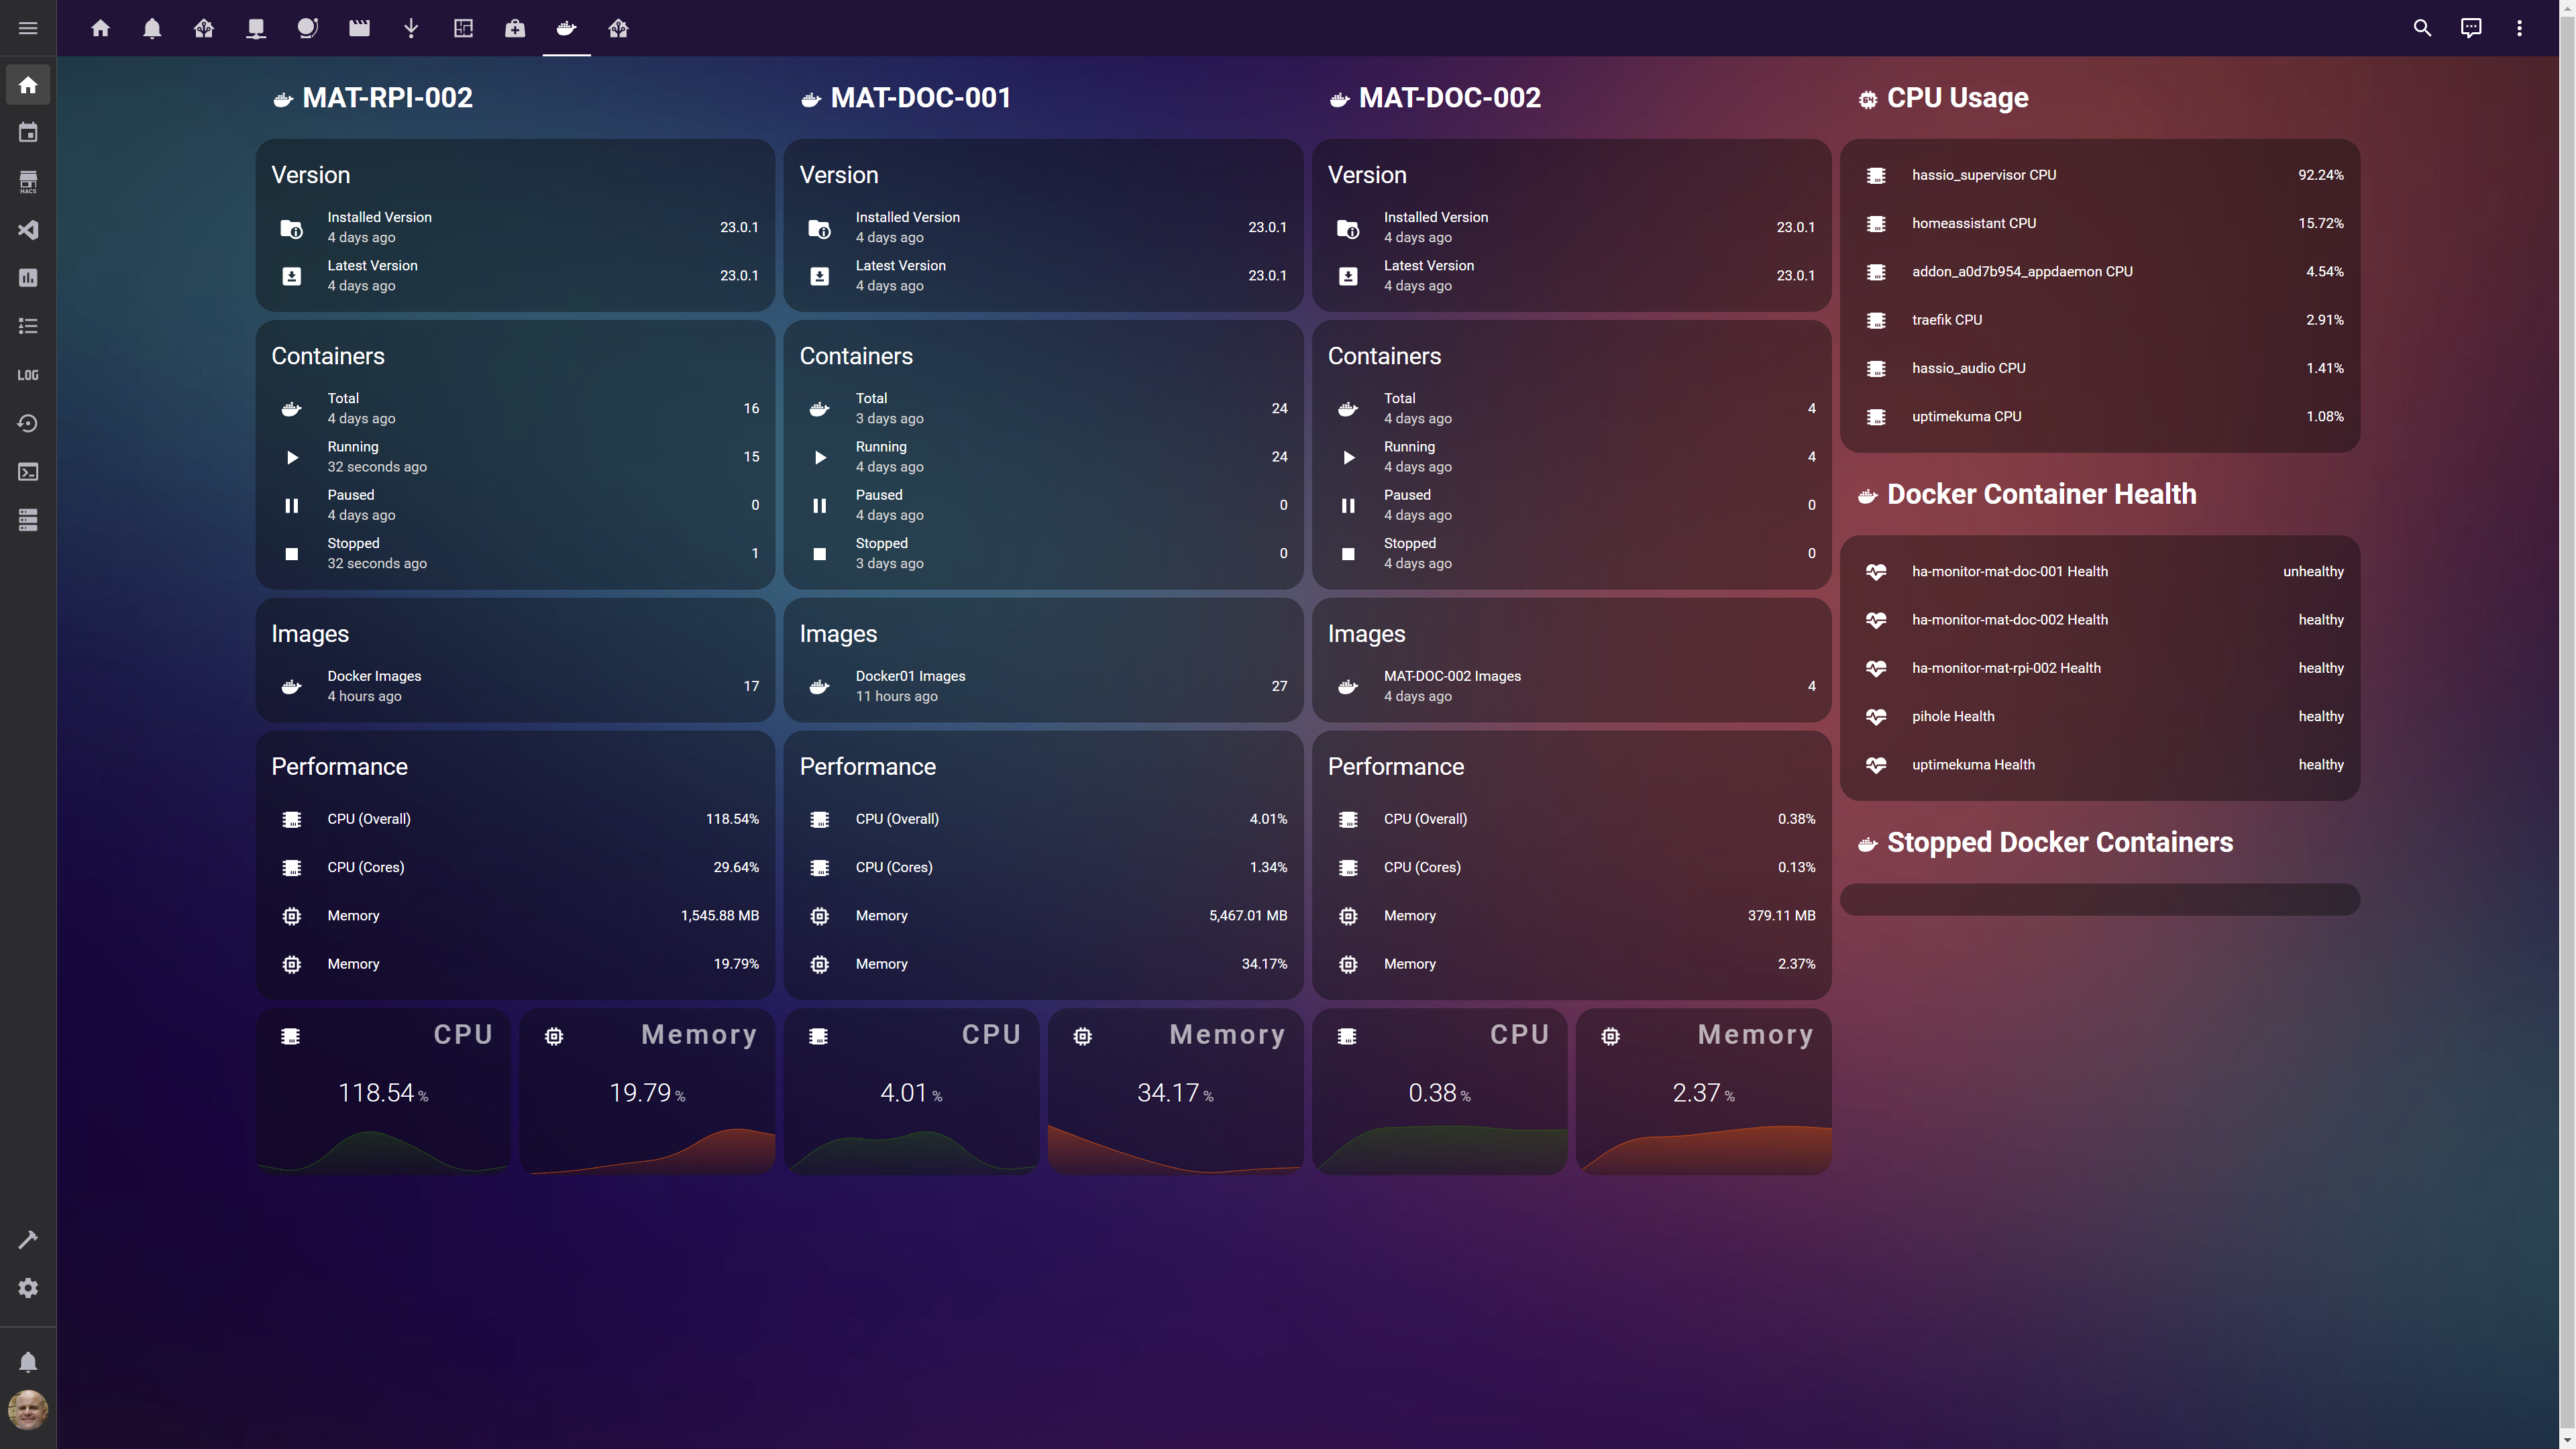 HACS
LOG
MAT-RPI-002
Version
Installed Version
4 days ago
23.0.1
Latest Version
4 days ago
23.0.1
Containers
Total
4 days ago
16
Running
32 seconds ago
15
Paused
4 days ago
0
Stopped
32 seconds ago
1
Images
Docker Images
4 hours ago
17
Performance
CPU (Overall)
118.54%
CPU (Cores)
29.64%
Memory
1,545.88 MB
Memory
19.79%
CPU
118.54 %
Memory
19.79 %
MAT-DOC-001
Version
Installed Version
4 days ago
23.0.1
Latest Version
4 days ago
23.0.1
Containers
Total
3 days ago
24
Running
4 days ago
24
Paused
4 days ago
0
Stopped
3 days ago
0
Images
Docker01 Images
11 hours ago
27
Performance
CPU (Overall)
4.01%
CPU (Cores)
1.34%
Memory
5,467.01 MB
Memory
34.17%
CPU
4.01 %
Memory
34.17 %
MAT-DOC-002
Version
Installed Version
4 days ago
23.0.1
Latest Version
4 days ago
23.0.1
Containers
Total
4 days ago
4
Running
4 days ago
4
Paused
4 days ago
0
Stopped
4 days ago
0
Images
MAT-DOC-002 Images
4 days ago
4
Performance
CPU (Overall)
0.38%
CPU (Cores)
0.13%
Memory
379.11 MB
Memory
2.37%
CPU
0.38 %
Memory
2.37 %
64
CPU Usage
hassio_supervisor CPU
92.24%
homeassistant CPU
15.72%
addon_a0d7b954_appdaemon CPU
4.54%
traefik CPU
2.91%
hassio_audio CPU
1.41%
uptimekuma CPU
1.08%
Docker Container Health
ha-monitor-mat-doc-001 Health
unhealthy
ha-monitor-mat-doc-002 Health
healthy
ha-monitor-mat-rpi-002 Health
healthy
pihole Health
healthy
uptimekuma Health
healthy
Stopped Docker Containers